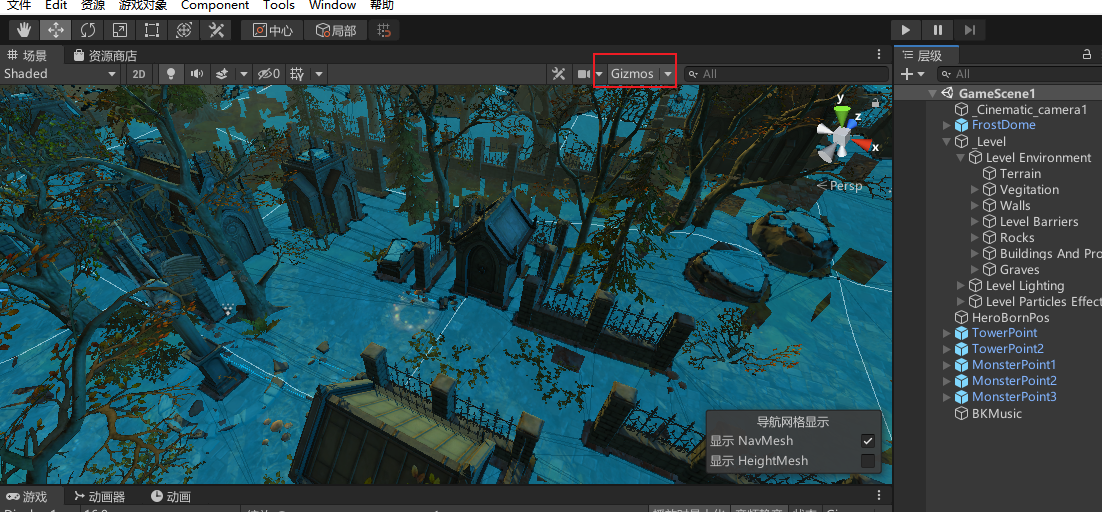 文件 Edit 资源 游戏对象 Component Tools Window 帮助
中心 局部
场景 资源商店
Shaded 2D 0 Gizmos All
层级
All
GameScene1
_Cinematic_camera1
FrostDome
_Level
Level Environment
Terrain
Vegitation
Walls
Level Barriers
Rocks
Buildings And Pro
Graves
Level Lighting
Level Particles Effect
HeroBornPos
TowerPoint
TowerPoint2
MonsterPoint1
MonsterPoint2
MonsterPoint3
BKMusic
y
z
x
Persp
导航网格显示
显示 NavMesh
显示 HeightMesh
游戏 动画器 动画